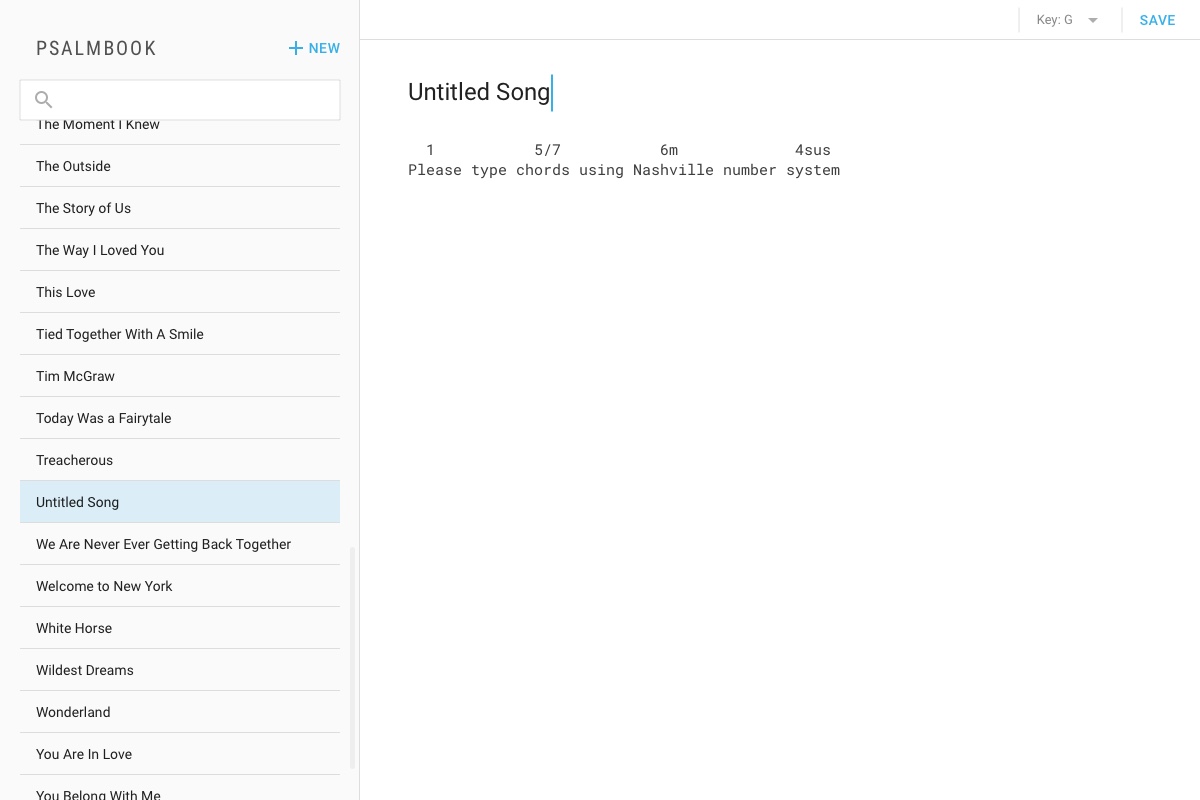 PSALMBOOK
NEW
The Moment I Knew
The Outside
The Story of Us
The Way I Loved You
This Love
Tied Together With A Smile
Tim McGraw
Today Was a Fairytale
Treacherous
Untitled Song
We Are Never Ever Getting Back Together
Welcome to New York
White Horse
Wildest Dreams
Wonderland
You Are In Love
You Belong With Me
Key: G
SAVE
Untitled Song
1 5/7 6m 4sus
Please type chords using Nashville number system